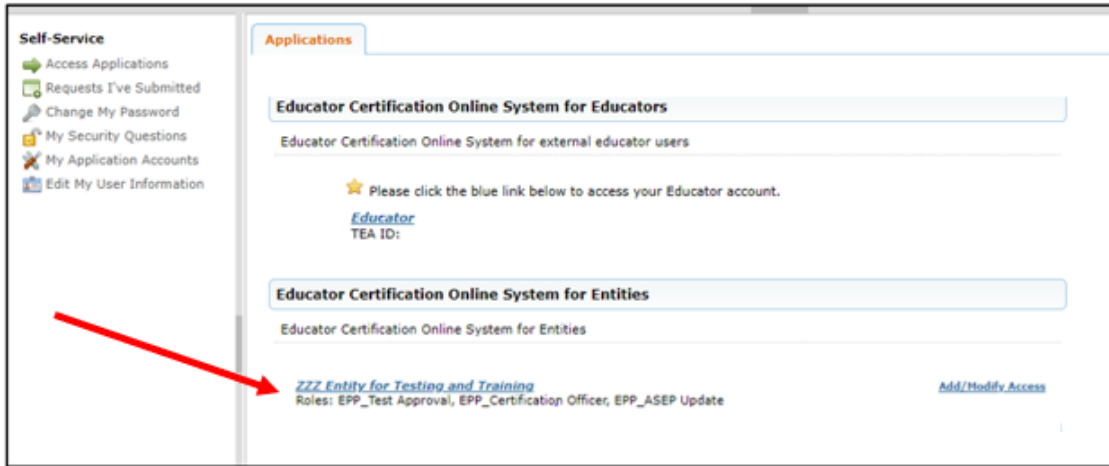 Self-Service
Access Applications
Requests I've Submitted
Change My Password
My Security Questions
My Application Accounts
Edit My User Information
Applications
Educator Certification Online System for Educators
Educator Certification Online System for external educator users
Please click the blue link below to access your Educator account.
Educator
TEA ID:
Educator Certification Online System for Entities
Educator Certification Online System for Entities
ZZZ Entity for Testing and Training
Add/Modify Access
Roles: EPP_Test Approval, EPP_Certification Officer, EPP_ASEP Update